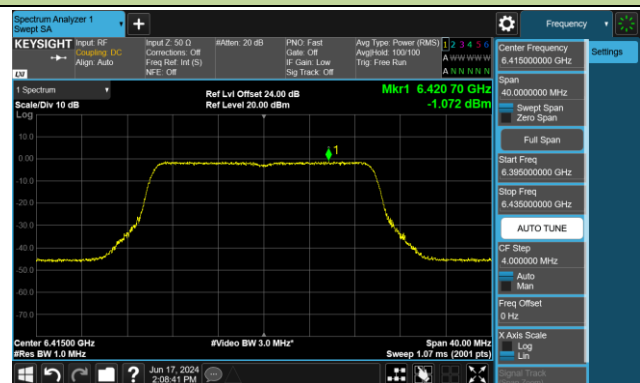 Spectrum Analyzer 1
Swept SA
+
Frequency
KEYSIGHT
Input: RF
Coupling: DC
Align: Auto
Input Z: 50 Ω
Corrections: Off
Freq Ref: Int (S)
NFE: Off
#Atten: 20 dB
PNO: Fast
Gate: Off
IF Gain: Low
Sig Track: Off
Avg Type: Power (RMS)
Avg|Hold: 100/100
Trig: Free Run
1 2 3 4 5 6
A W W W W W
A N N N N N
LXI
1 Spectrum
Scale/Div 10 dB
Log
Ref Lvl Offset 24.00 dB
Ref Level 20.00 dBm
Mkr1 6.420 70 GHz
-1.072 dBm
1
10.0
0.00
-10.0
-20.0
-30.0
-40.0
-50.0
-60.0
-70.0
Center 6.41500 GHz
#Res BW 1.0 MHz
#Video BW 3.0 MHz*
Span 40.00 MHz
Sweep 1.07 ms (2001 pts)
Center Frequency
6.415000000 GHz
Settings
Span
40.0000000 MHz
Swept Span
Zero Span
Full Span
Start Freq
6.395000000 GHz
Stop Freq
6.435000000 GHz
AUTO TUNE
CF Step
4.000000 MHz
Auto
Man
Freq Offset
0 Hz
X Axis Scale
Log
Lin
Signal Track
?
Jun 17, 2024
2:08:41 PM